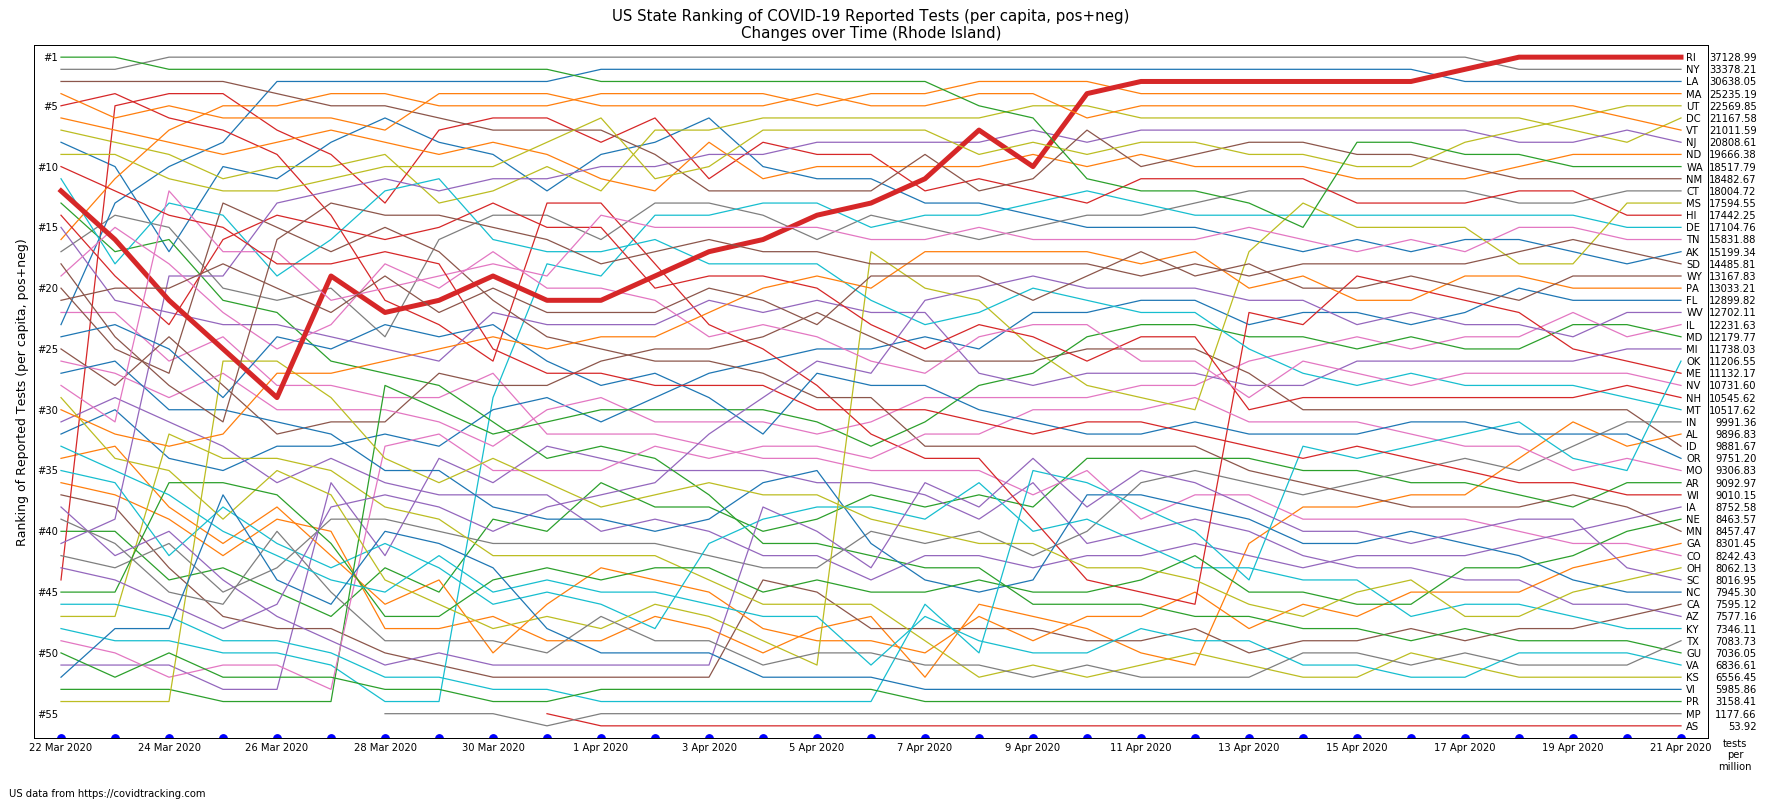 US State Ranking of COVID-19 Reported Tests (per capita, pos+neg)
Changes over Time (Rhode Island)
Ranking of Reported Tests (per capita, pos+neg)
#1
#5
#10
#15
#20
#25
#30
#35
#40
#45
#50
#55
RI 37128.99
NY 33378.21
LA 30638.05
MA 25235.19
UT 22569.85
DC 21167.58
VT 21011.59
NJ 20808.61
ND 19666.38
WA 18517.79
NM 18482.67
CT 18004.72
MS 17594.55
HI 17442.25
DE 17104.76
TN 15831.88
AK 15199.34
SD 14485.81
WY 13167.83
PA 13033.21
FL 12899.82
WV 12702.11
IL 12231.63
MD 12179.77
MI 11738.03
OK 11206.55
ME 11132.17
NV 10731.60
NH 10545.62
MT 10517.62
IN 9991.36
AL 9896.83
ID 9881.67
OR 9751.20
MO 9306.83
AR 9092.97
WI 9010.15
IA 8752.58
NE 8463.57
MN 8457.47
GA 8301.45
CO 8242.43
OH 8062.13
SC 8016.95
NC 7945.30
CA 7595.12
AZ 7577.16
KY 7346.11
TX 7083.73
GU 7036.05
VA 6836.61
KS 6556.45
VI 5985.86
PR 3158.41
MP 1177.66
AS 53.92
22 Mar 2020
24 Mar 2020
26 Mar 2020
28 Mar 2020
30 Mar 2020
1 Apr 2020
3 Apr 2020
5 Apr 2020
7 Apr 2020
9 Apr 2020
11 Apr 2020
13 Apr 2020
15 Apr 2020
17 Apr 2020
19 Apr 2020
21 Apr 2020
tests
per
million
US data from https://covidtracking.com